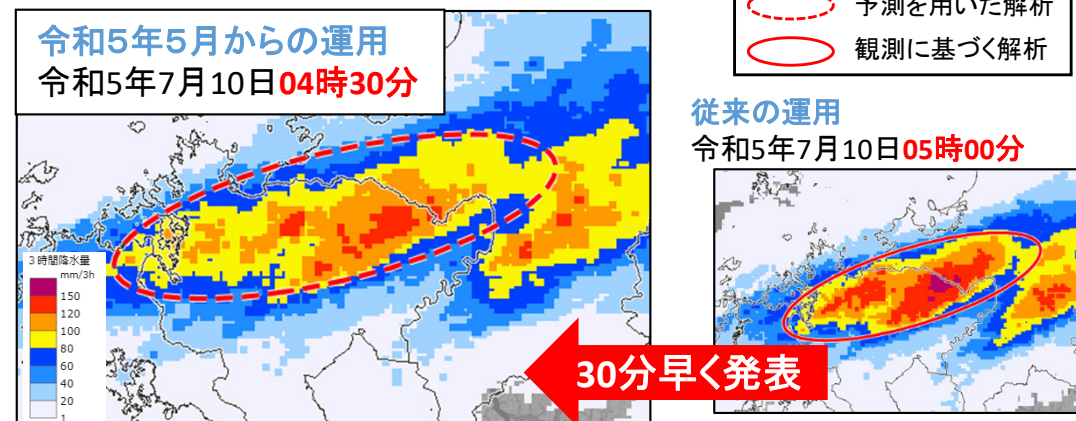 予測を用いた解析
観測に基づく解析
令和5年5月からの運用
令和5年7月10日04時30分
従来の運用
令和5年7月10日05時00分
3時間降水量
mm/3h
150
120
100
80
60
40
20
1
30分早く発表